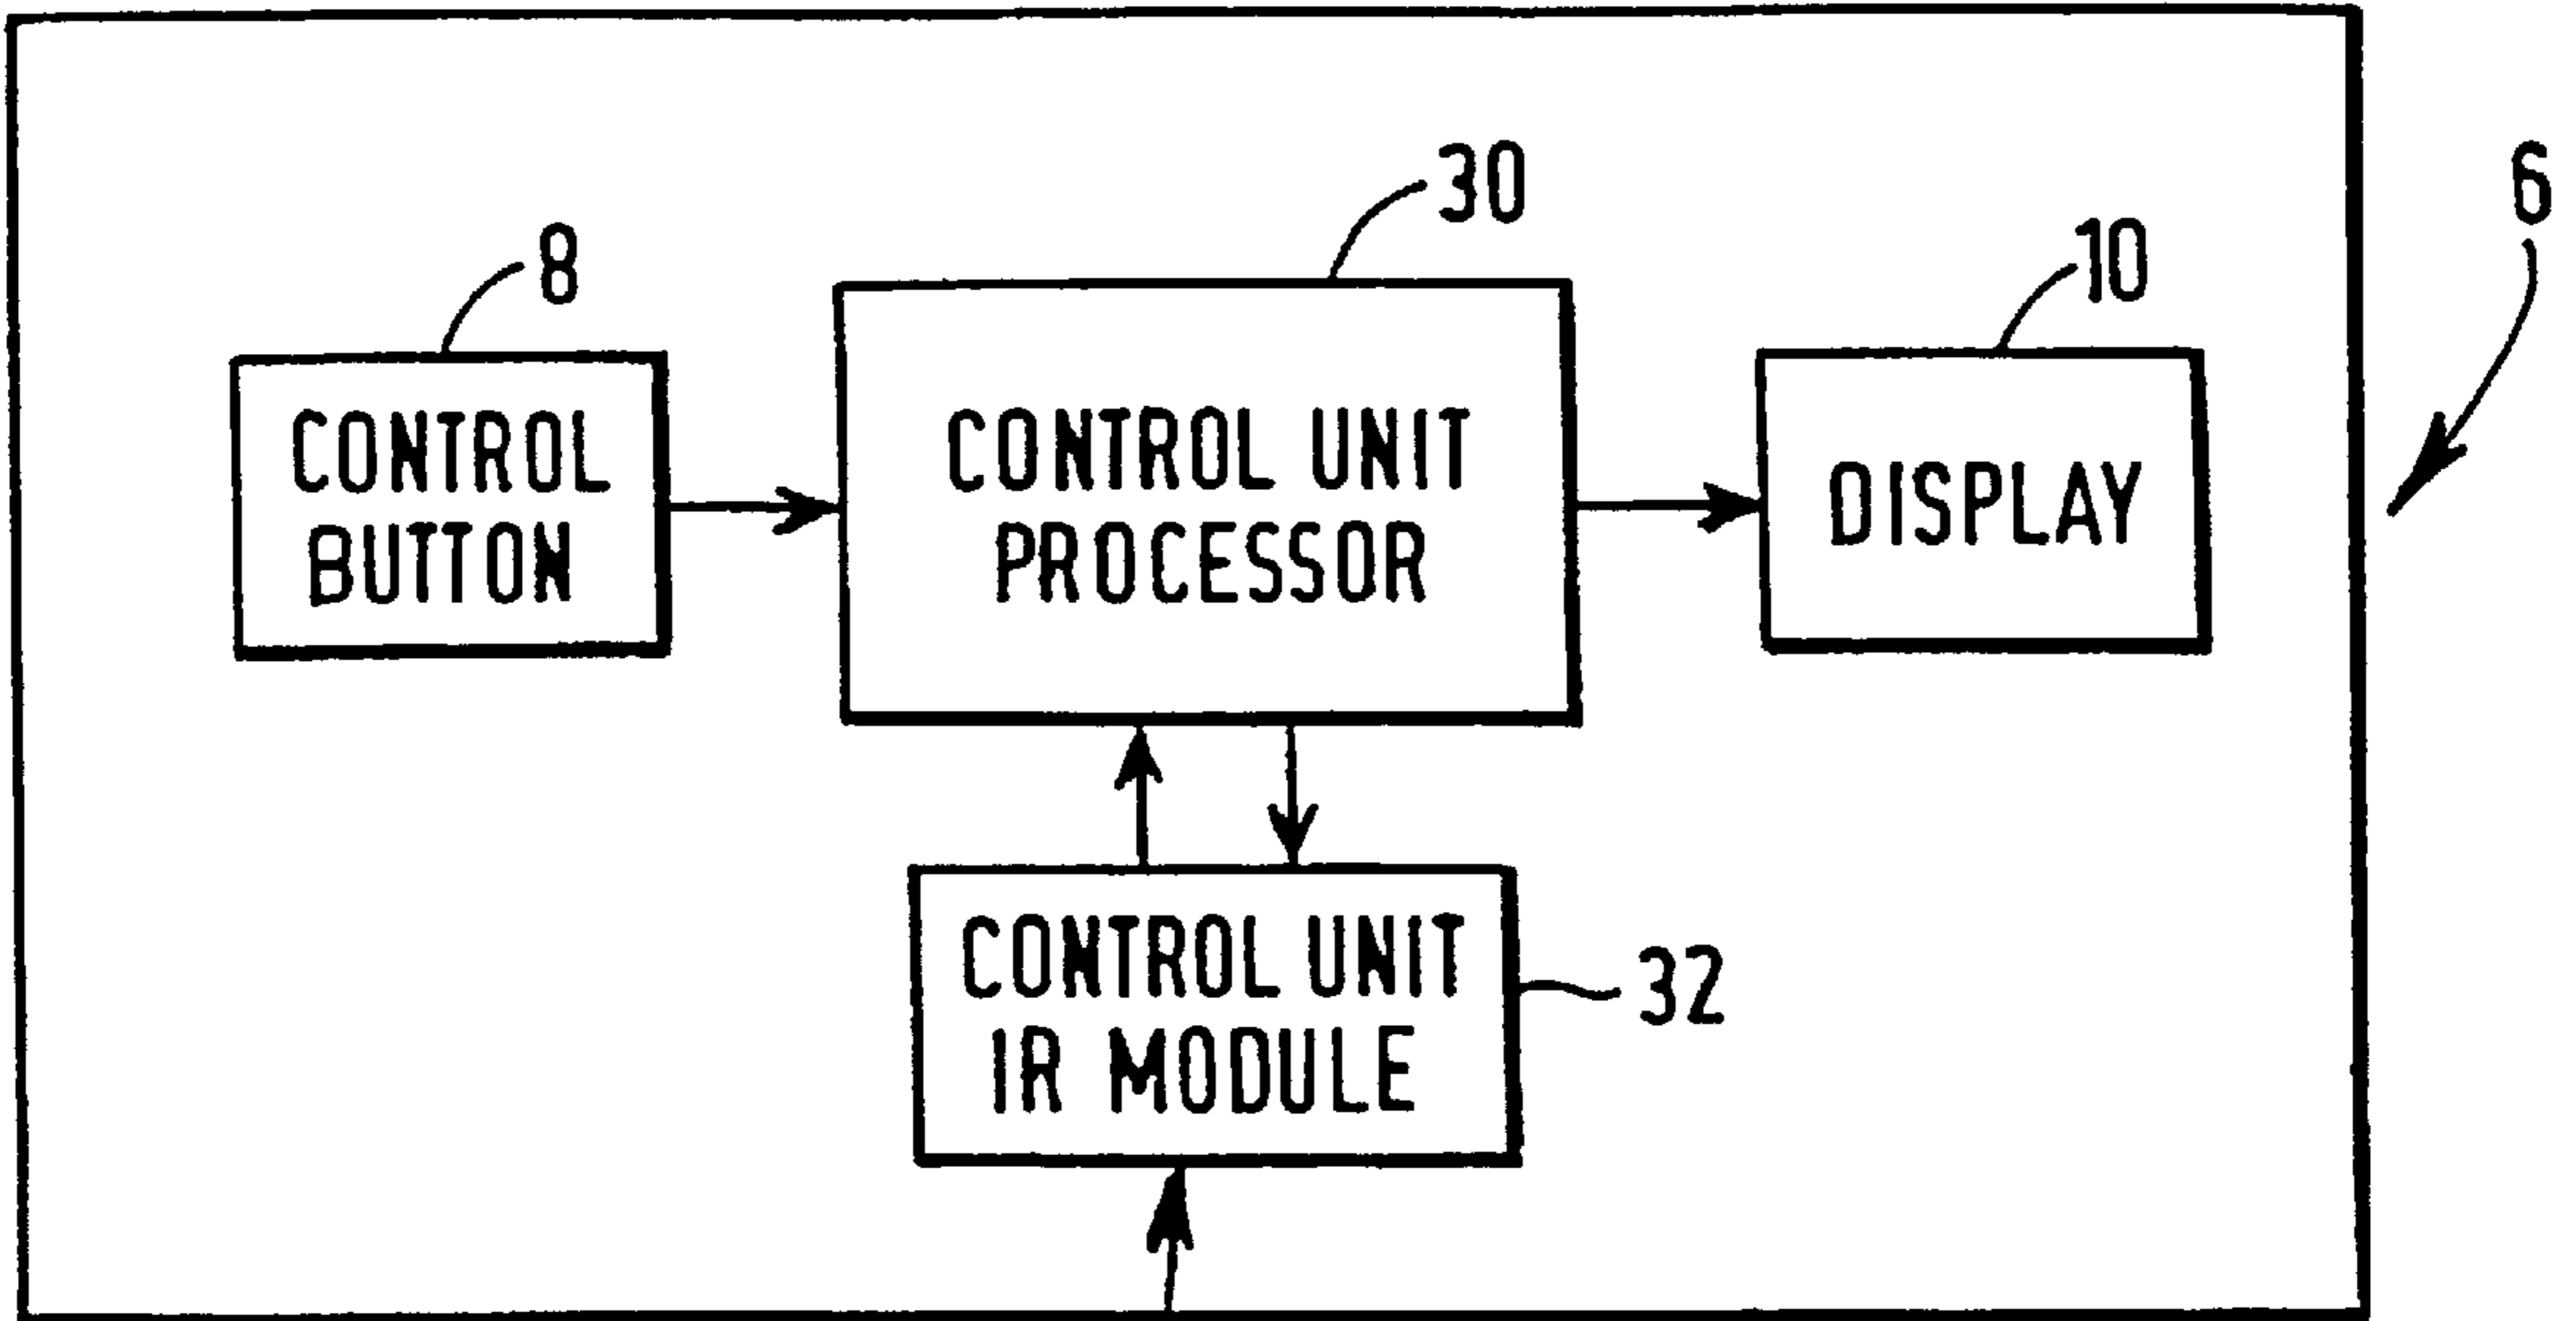 30
6
8
10
CONTROL
BUTTON
CONTROL UNIT
PROCESSOR
DISPLAY
CONTROL UNIT
IR MODULE
32